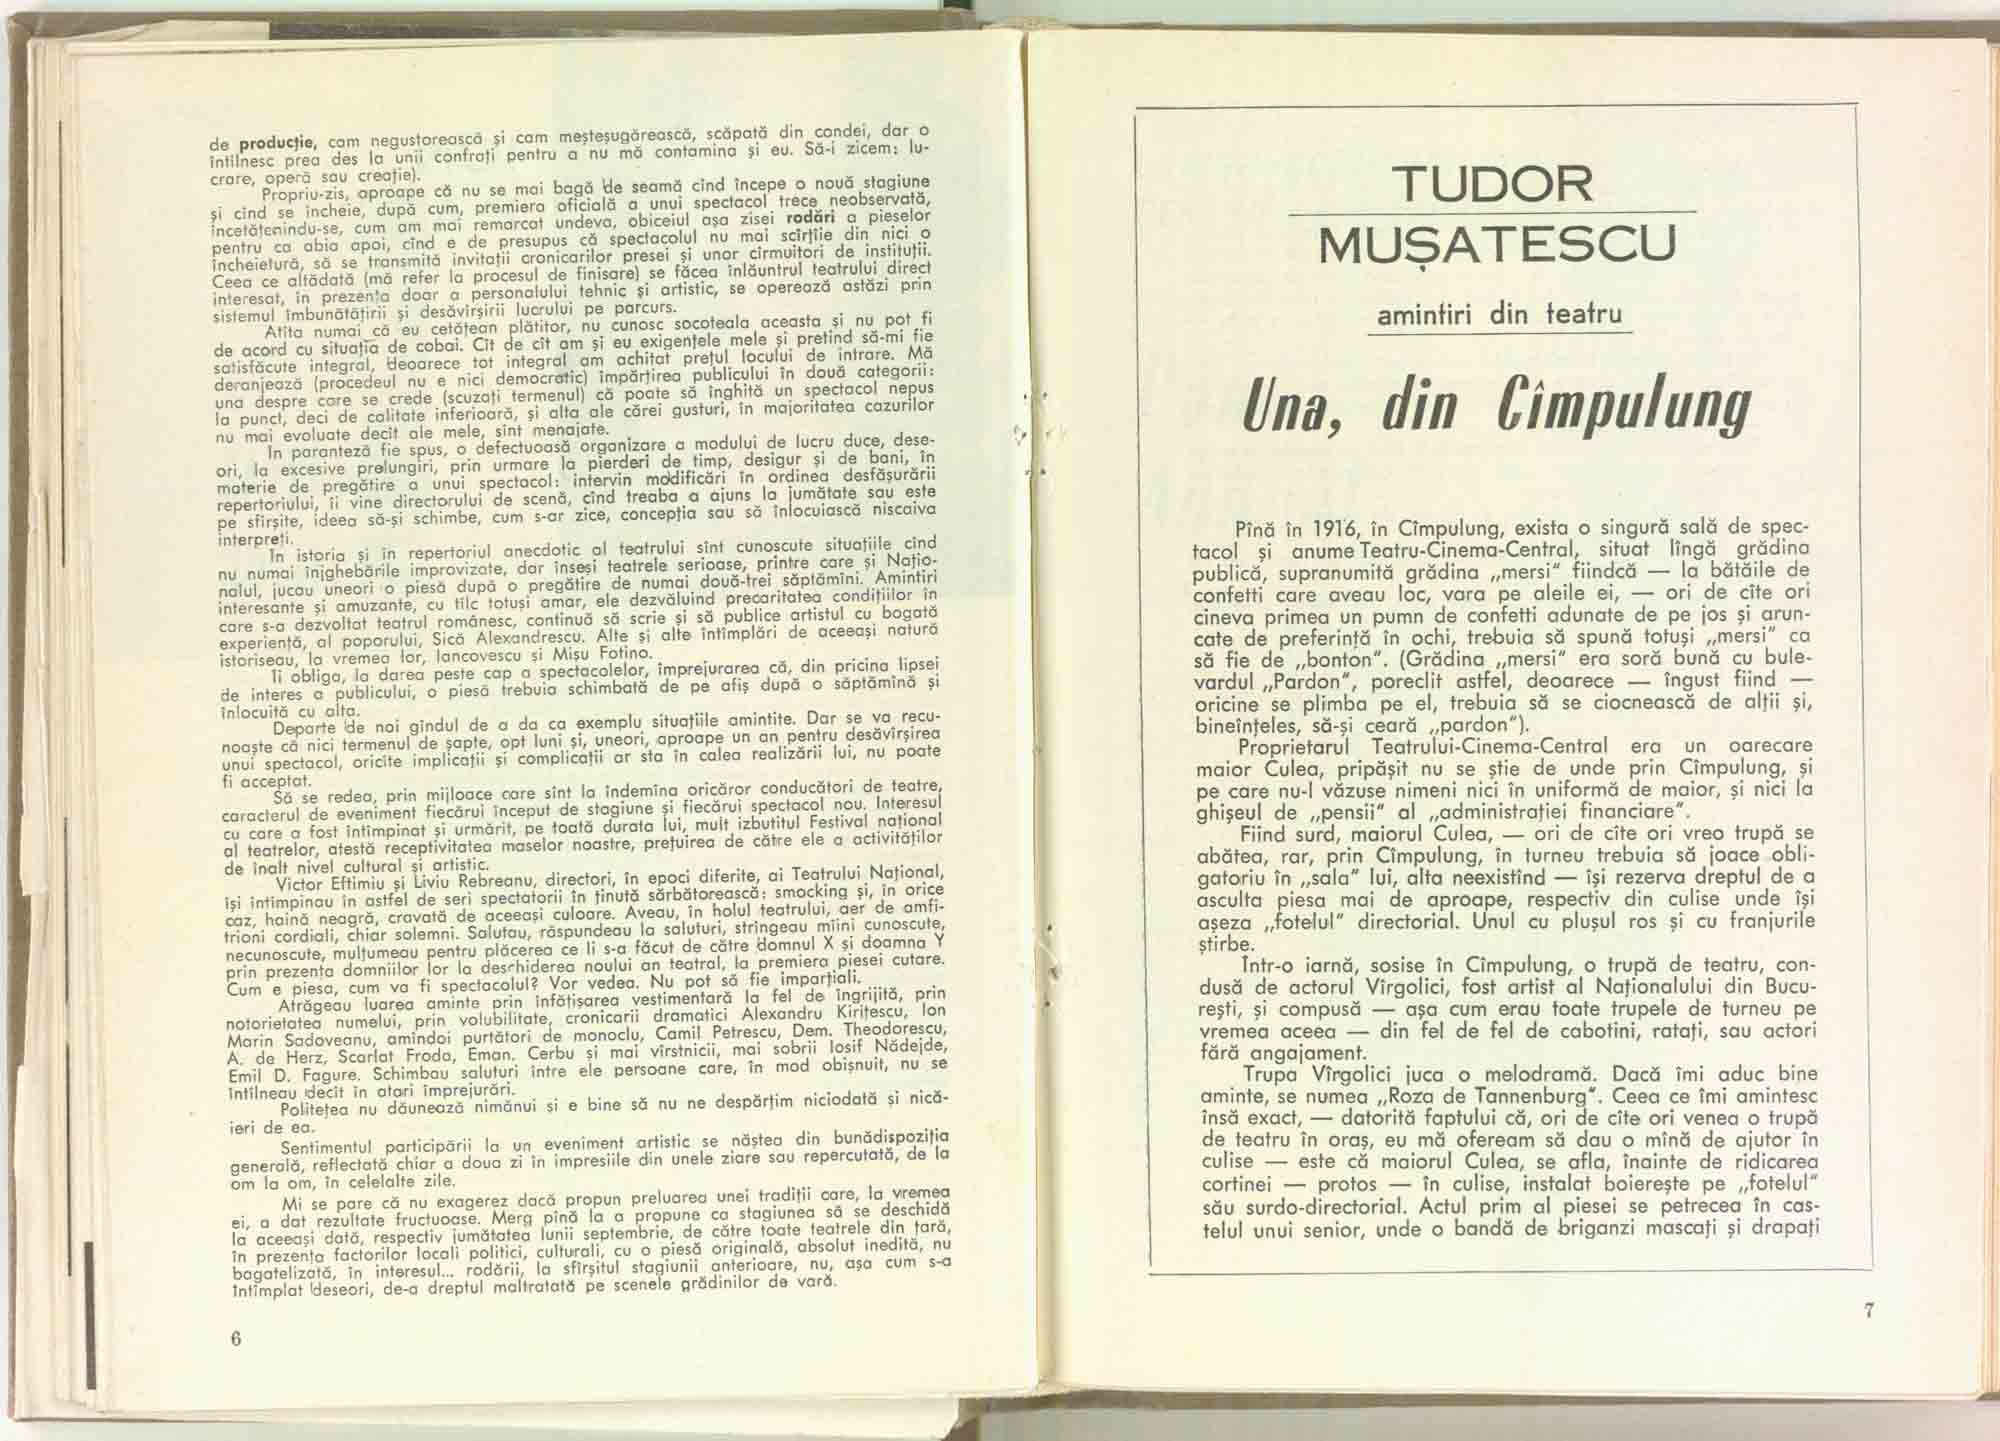 de producție, cam negustorească și cam meșteșugărească, scăpată din condei, dar o
întîlnesc prea des la unii confrați pentru a nu mă contamina și eu. Să-i zicem: lu-
crare, operă sau creație).
Propriu-zis, aproape că nu se mai bagă de seamă cînd începe o nouă stagiune
și cînd se încheie, după cum, premiera oficială a unui spectacol trece neobservată,
încetățenindu-se, cum am mai remarcat undeva, obiceiul așa zisei rodări a pieselor
pentru ca abia apoi, cînd e de presupus că spectacolul nu mai scîrțîie din nici o
încheietură, să se transmită invitații cronicarilor presei și unor cîrmuitori de instituții.
Ceea ce altădată (mă refer la procesul de finisare) se făcea înlăuntrul teatrului direct
interesat, în prezența doar a personalului tehnic și artistic, se operează astăzi prin
sistemul îmbunătățirii și desăvîrșirii lucrului pe parcurs.
Atîta numai că eu cetățean plătitor, nu cunosc socoteala aceasta și nu pot fi
de acord cu situația de cobai. Cît de cît am și eu exigențele mele și pretind să-mi fie
satisfăcute integral, deoarece tot integral am achitat prețul locului de intrare. Mă
deranjează (procedeul nu e nici democratic) împărțirea publicului în două categorii:
una despre care se crede (scuzați termenul) că poate să înghită un spectacol nepus
la punct, deci de calitate inferioară, și alta ale cărei gusturi, în majoritatea cazurilor
nu mai evoluate decît ale mele, sînt menajate.
In paranteză fie spus, o defectuoasă organizare a modului de lucru duce, dese-
ori, la excesive prelungiri, prin urmare la pierderi de timp, desigur și de bani, în
materie de pregătire a unui spectacol: intervin modificări în ordinea desfășurării
repertoriului, îi vine directorului de scenă, cînd treaba a ajuns la jumătate sau este
pe sfîrșite, ideea să-și schimbe, cum s-ar zice, concepția sau să înlocuiască niscaiva
interpreți.
In istoria și în repertoriul anecdotic al teatrului sînt cunoscute situațiile cînd
nu numai înjghebările improvizate, dar înseși teatrele serioase, printre care și Națio-
nalul, jucau uneori o piesă după o pregătire de numai două-trei săptămîni. Amintiri
interesante și amuzante, cu tîlc totuși amar, ele dezvăluind precaritatea condițiilor în
care s-a dezvoltat teatrul românesc, continuă să scrie și să publice artistul cu bogată
experiență, al poporului, Sică Alexandrescu. Alte și alte întîmplări de aceeași natură
istoriseau, la vremea lor, Iancovescu și Mișu Fotino.
Îi obliga, la darea peste cap a spectacolelor, împrejurarea că, din pricina lipsei
de interes a publicului, o piesă trebuia schimbată de pe afiș după o săptămînă și
înlocuită cu alta.
Departe de noi gîndul de a da ca exemplu situațiile amintite. Dar se va recu-
noaște că nici termenul de șapte, opt luni și, uneori, aproape un an pentru desăvîrșirea
unui spectacol, oricîte implicații și complicații ar sta în calea realizării lui, nu poate
fi acceptat.
Să se redea, prin mijloace care sînt la îndemîna oricăror conducători de teatre,
caracterul de eveniment fiecărui început de stagiune și fiecărui spectacol nou. Interesul
cu care a fost întîmpinat și urmărit, pe toată durata lui, mult izbutitul Festival național
al teatrelor, atestă receptivitatea maselor noastre, prețuirea de către ele a activităților
de înalt nivel cultural și artistic.
Victor Eftimiu și Liviu Rebreanu, directori, în epoci diferite, ai Teatrului Național,
își întîmpinau în astfel de seri spectatorii în ținută sărbătorească: smocking și, în orice
caz, haină neagră, cravată de aceeași culoare. Aveau, în holul teatrului, aer de amfi-
trioni cordiali, chiar solemni. Salutau, răspundeau la saluturi, strîngeau mîini cunoscute,
necunoscute, mulțumeau pentru plăcerea ce li s-a făcut de către domnul X și doamna Y
prin prezența domniilor lor la deschiderea noului an teatral, la premiera piesei cutare.
Cum e piesa, cum va fi spectacolul? Vor vedea. Nu pot să fie imparțiali.
Atrăgeau luarea aminte prin înfățișarea vestimentară la fel de îngrijită, prin
notorietatea numelui, prin volubilitate, cronicarii dramatici Alexandru Kirițescu, Ion
Marin Sadoveanu, amîndoi purtători de monoclu, Camil Petrescu, Dem. Theodorescu,
A. de Herz, Scarlat Froda, Eman. Cerbu și mai vîrstnicii, mai sobrii Iosif Nădejde,
Emil D. Fagure. Schimbau saluturi între ele persoane care, în mod obișnuit, nu se
întîlneau decît în atari împrejurări.
Politețea nu dăunează nimănui și e bine să nu ne despărțim niciodată și nică-
ieri de ea.
Sentimentul participării la un eveniment artistic se năștea din bunădispoziția
generală, reflectată chiar a doua zi în impresiile din unele ziare sau repercutată, de la
om la om, în celelalte zile.
Mi se pare că nu exagerez dacă propun preluarea unei tradiții care, la vremea
ei, a dat rezultate fructuoase. Merg pînă la a propune ca stagiunea să se deschidă
la aceeași dată, respectiv jumătatea lunii septembrie, de către toate teatrele din țară,
în prezența factorilor locali politici, culturali, cu o piesă originală, absolut inedită, nu
bagatelizată, în interesul... rodării, la sfîrșitul stagiunii anterioare, nu, așa cum s-a
întîmplat deseori, de-a dreptul maltratată pe scenele grădinilor de vară.
6
TUDOR
MUȘATESCU
amintiri din teatru
Una, din Cîmpulung
Pînă în 1916, în Cîmpulung, exista o singură sală de spec-
tacol și anume Teatru-Cinema-Central, situat lîngă grădina
publică, supranumită grădina „mersi" fiindcă — la bătăile de
confetti care aveau loc, vara pe aleile ei, — ori de cîte ori
cineva primea un pumn de confetti adunate de pe jos și arun-
cate de preferință în ochi, trebuia să spună totuși „mersi" ca
să fie de „bonton". (Grădina „mersi" era soră bună cu bule-
vardul „Pardon", poreclit astfel, deoarece — îngust fiind —
oricine se plimba pe el, trebuia să se ciocnească de alții și,
bineînțeles, să-și ceară „pardon").
Proprietarul Teatrului-Cinema-Central era un oarecare
maior Culea, pripășit nu se știe de unde prin Cîmpulung, și
pe care nu-l văzuse nimeni nici în uniformă de maior, și nici la
ghișeul de „pensii" al „administrației financiare".
Fiind surd, maiorul Culea, — ori de cîte ori vreo trupă se
abătea, rar, prin Cîmpulung, în turneu trebuia să joace obli-
gatoriu în „sala" lui, alta neexistînd — își rezerva dreptul de a
asculta piesa mai de aproape, respectiv din culise unde își
așeza „fotelul" directorial. Unul cu plușul ros și cu franjurile
știrbe.
Intr-o iarnă, sosise în Cîmpulung, o trupă de teatru, con-
dusă de actorul Vîrgolici, fost artist al Naționalului din Bucu-
rești, și compusă — așa cum erau toate trupele de turneu pe
vremea aceea — din fel de fel de cabotini, ratați, sau actori
fără angajament.
Trupa Vîrgolici juca o melodramă. Dacă îmi aduc bine
aminte, se numea „Roza de Tannenburg". Ceea ce îmi amintesc
însă exact, — datorită faptului că, ori de cîte ori venea o trupă
de teatru în oraș, eu mă ofeream să dau o mînă de ajutor în
culise — este că maiorul Culea, se afla, înainte de ridicarea
cortinei — protos — în culise, instalat boierește pe „fotelul"
său surdo-directorial. Actul prim al piesei se petrecea în cas-
telul unui senior, unde o bandă de briganzi mascați și drapați
7